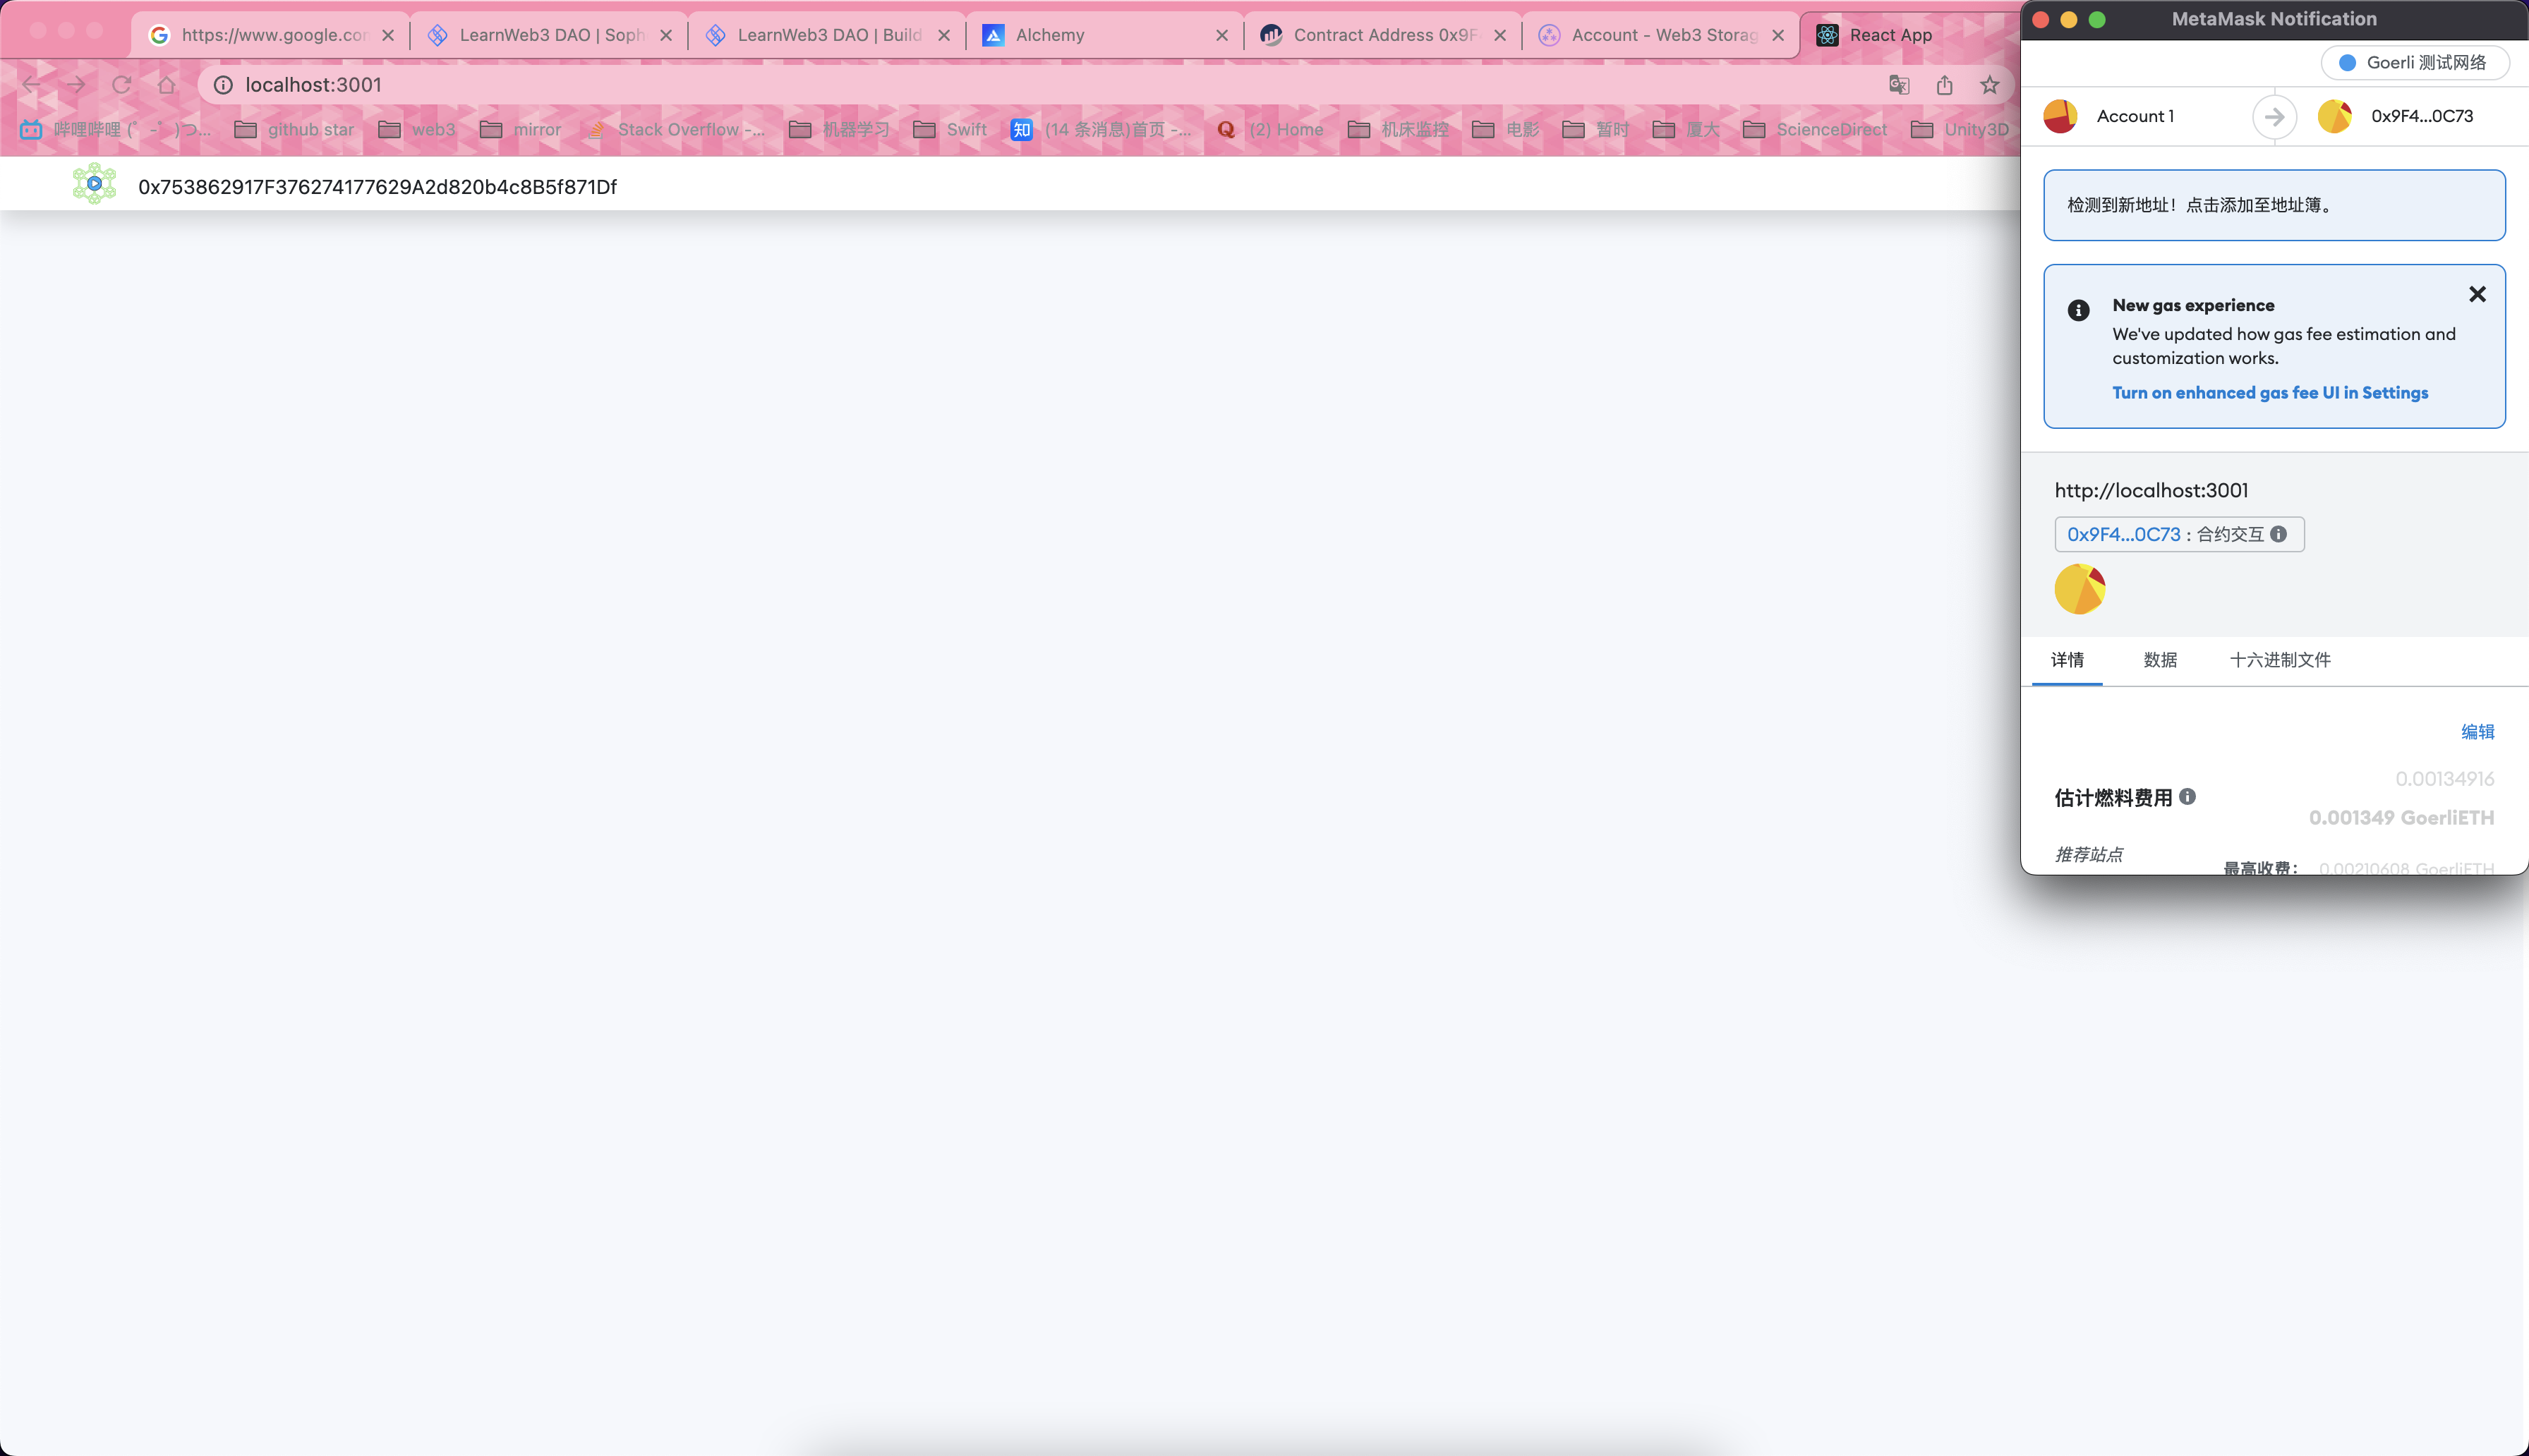 https://www.google.con
LearnWeb3 DAO | Soph
LearnWeb3 DAO | Build
Alchemy
Contract Address 0x9F
Account - Web3 Storag
React App
localhost:3001
哔哩哔哩 (゜-゜)つ...
github star
web3
mirror
Stack Overflow -...
机器学习
Swift
知
(14 条消息)首页 -...
(2) Home
机床监控
电影
暂时
厦大
ScienceDirect
Unity3D
0x753862917F376274177629A2d820b4c8B5f871Df
MetaMask Notification
Goerli 测试网络
Account 1
0x9F4...0C73
检测到新地址！点击添加至地址簿。
New gas experience
We've updated how gas fee estimation and
customization works.
Turn on enhanced gas fee UI in Settings
http://localhost:3001
0x9F4...0C73 : 合约交互
详情
数据
十六进制文件
编辑
0.00134916
估计燃料费用
0.001349 GoerliETH
推荐站点
最高收费：
0.00210608 GoerliETH